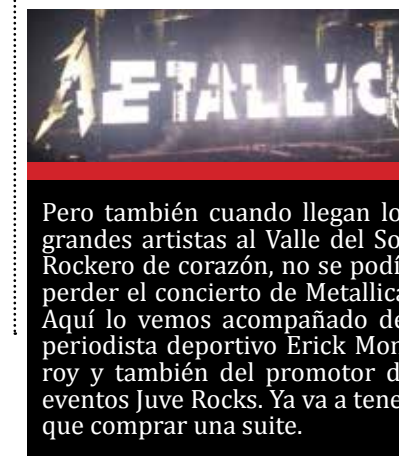 METALLIC
Pero también cuando llegan lo
grandes artistas al Valle del So
Rockero de corazón, no se podí
perder el concierto de Metallica
Aquí lo vemos acompañado de
periodista deportivo Erick Mon
roy y también del promotor d
eventos Juve Rocks. Ya va a tene
que comprar una suite.